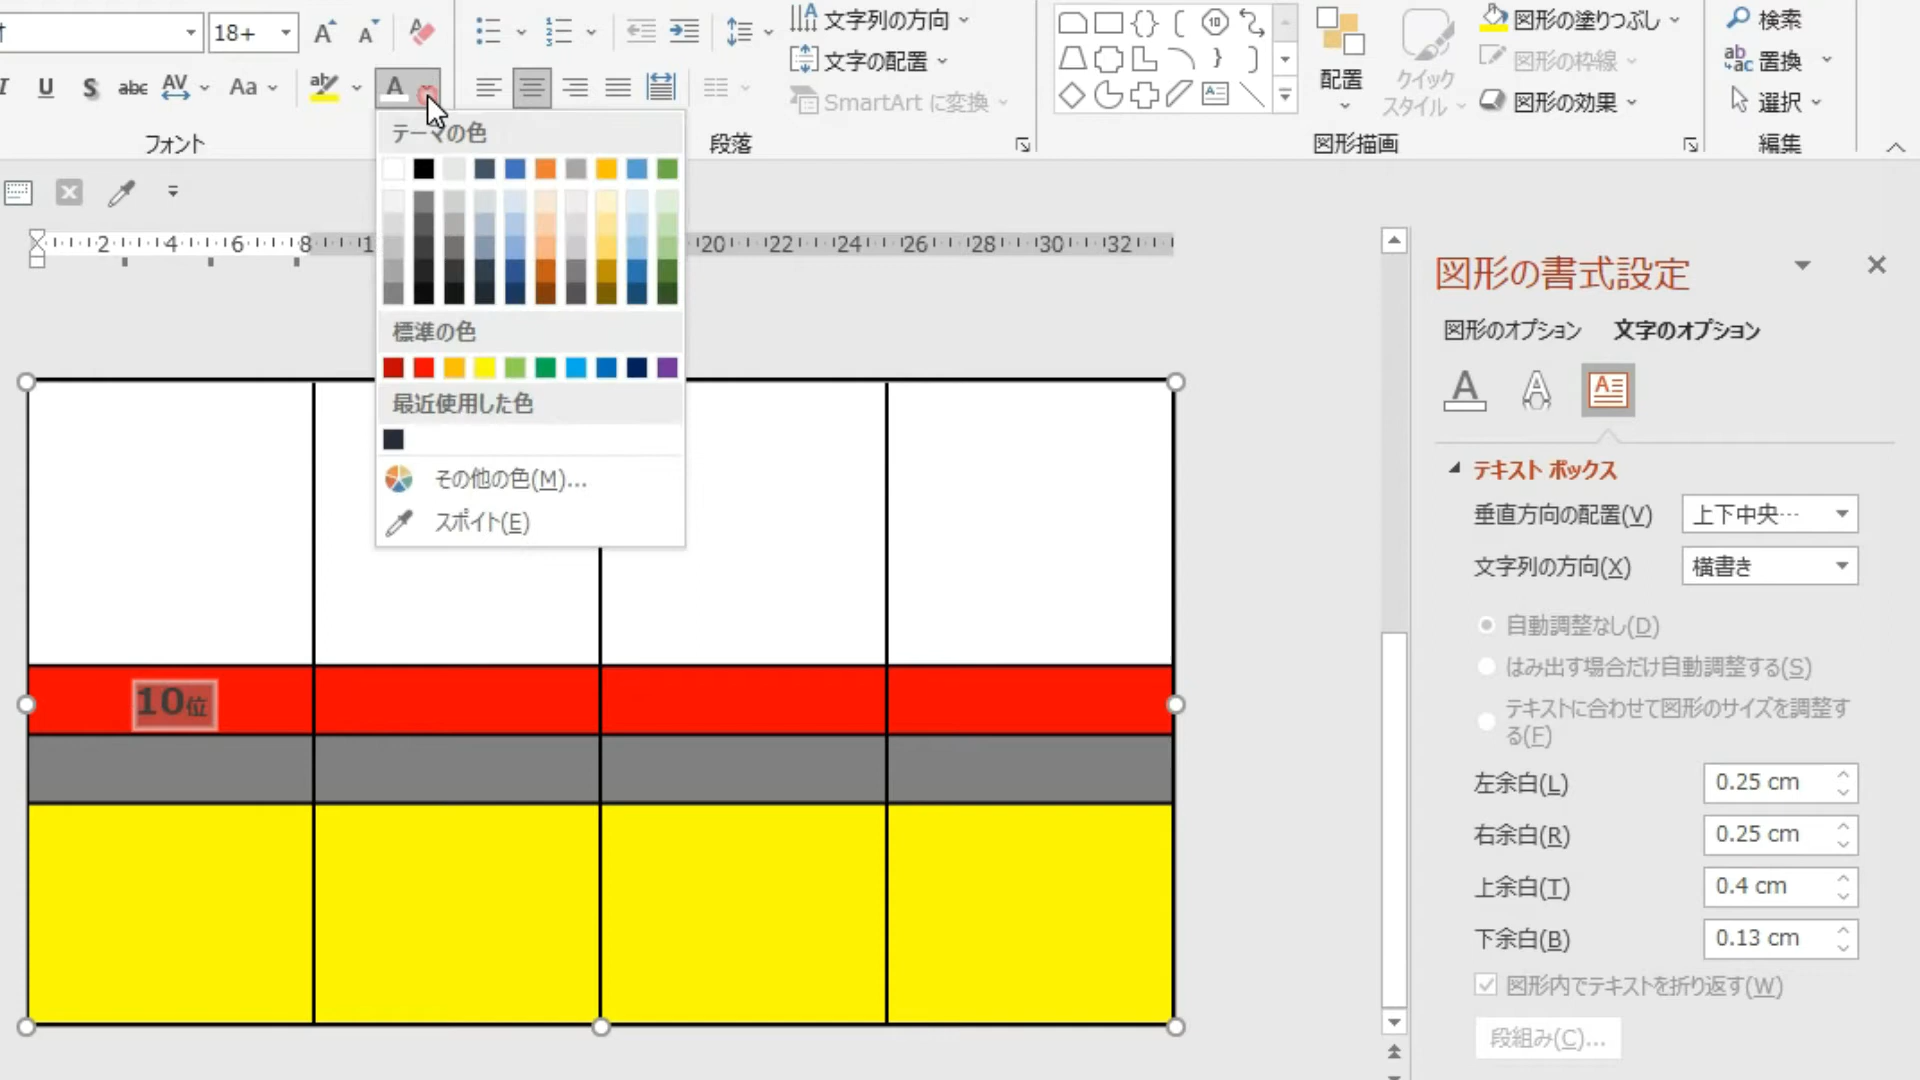 18+
文字列の方向
検索
図形の塗りつぶし
文字の配置
図形の枠線
置換
配置
クイック
スタイル
U S abc AV Aa
SmartArt に変換
図形の効果
選択
フォント
段落
図形描画
編集
テーマの色
2 4 6 8 1 20 22 24 26 28 30 32
図形の書式設定
図形のオプション 文字のオプション
標準の色
最近使用した色
その他の色(M)...
スポイト(E)
テキスト ボックス
垂直方向の配置(V) 上下中央…
文字列の方向(X) 横書き
自動調整なし(D)
はみ出す場合だけ自動調整する(S)
テキストに合わせて図形のサイズを調整す
る(F)
10位
左余白(L) 0.25 cm
右余白(R) 0.25 cm
上余白(T) 0.4 cm
下余白(B) 0.13 cm
図形内でテキストを折り返す(W)
段組み(C)...